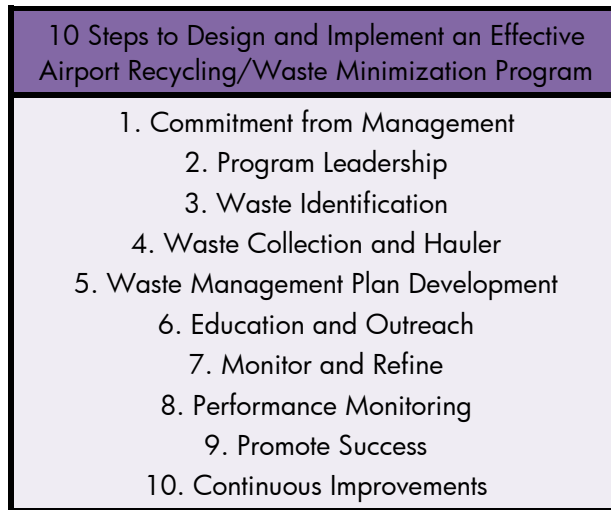 10 Steps to Design and Implement an Effective
Airport Recycling/Waste Minimization Program
1. Commitment from Management
2. Program Leadership
3. Waste Identification
4. Waste Collection and Hauler
5. Waste Management Plan Development
6. Education and Outreach
7. Monitor and Refine
8. Performance Monitoring
9. Promote Success
10. Continuous Improvements